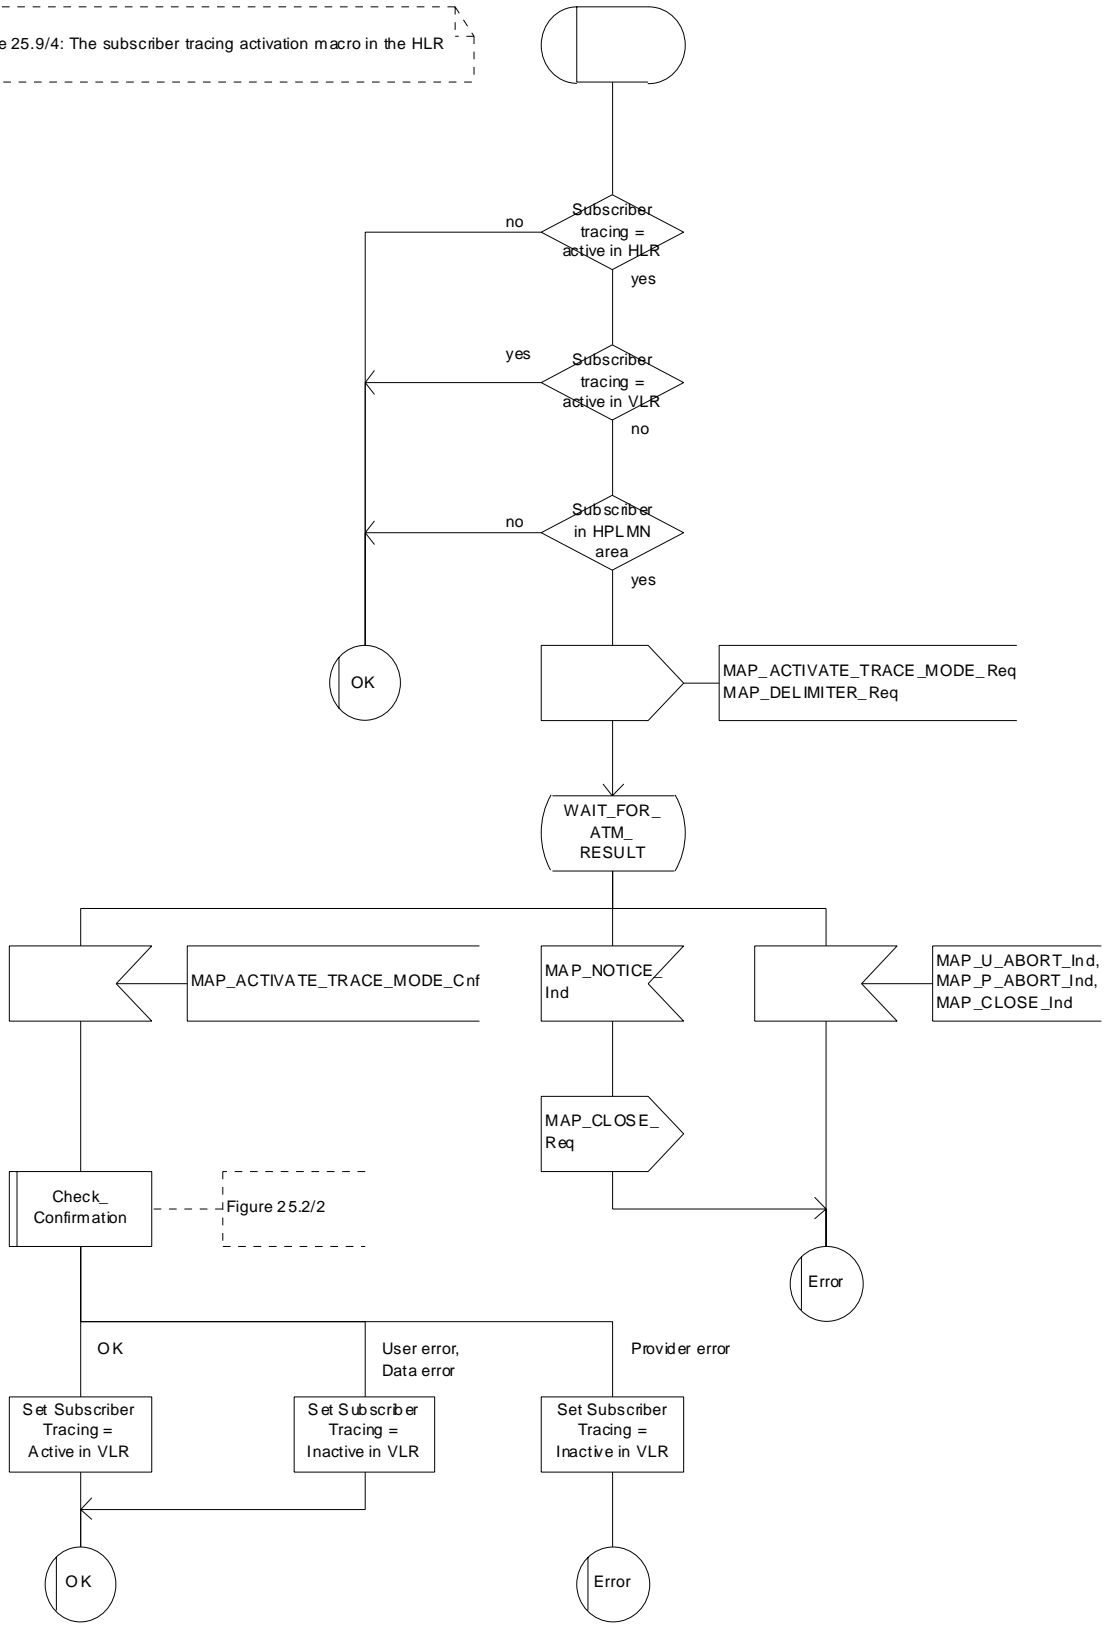 e 25.9/4: The subscriber tracing activation macro in the HLR
Subscriber
tracing =
active in HLR
no
yes
Subscriber
tracing =
active in VLR
yes
no
Subscriber
in HPLMN
area
no
yes
OK
MAP_ACTIVATE_TRACE_MODE_Req
MAP_DELIMITER_Req
WAIT_FOR_
ATM_
RESULT
MAP_ACTIVATE_TRACE_MODE_Cnf
MAP_NOTICE_
Ind
MAP_U_ABORT_Ind,
MAP_P_ABORT_Ind,
MAP_CLOSE_Ind
MAP_CLOSE_
Req
Check_
Confirmation
Figure 25.2/2
Error
OK
User error,
Data error
Provider error
Set Subscriber
Tracing =
Active in VLR
Set Subscriber
Tracing =
Inactive in VLR
Set Subscriber
Tracing =
Inactive in VLR
OK
Error